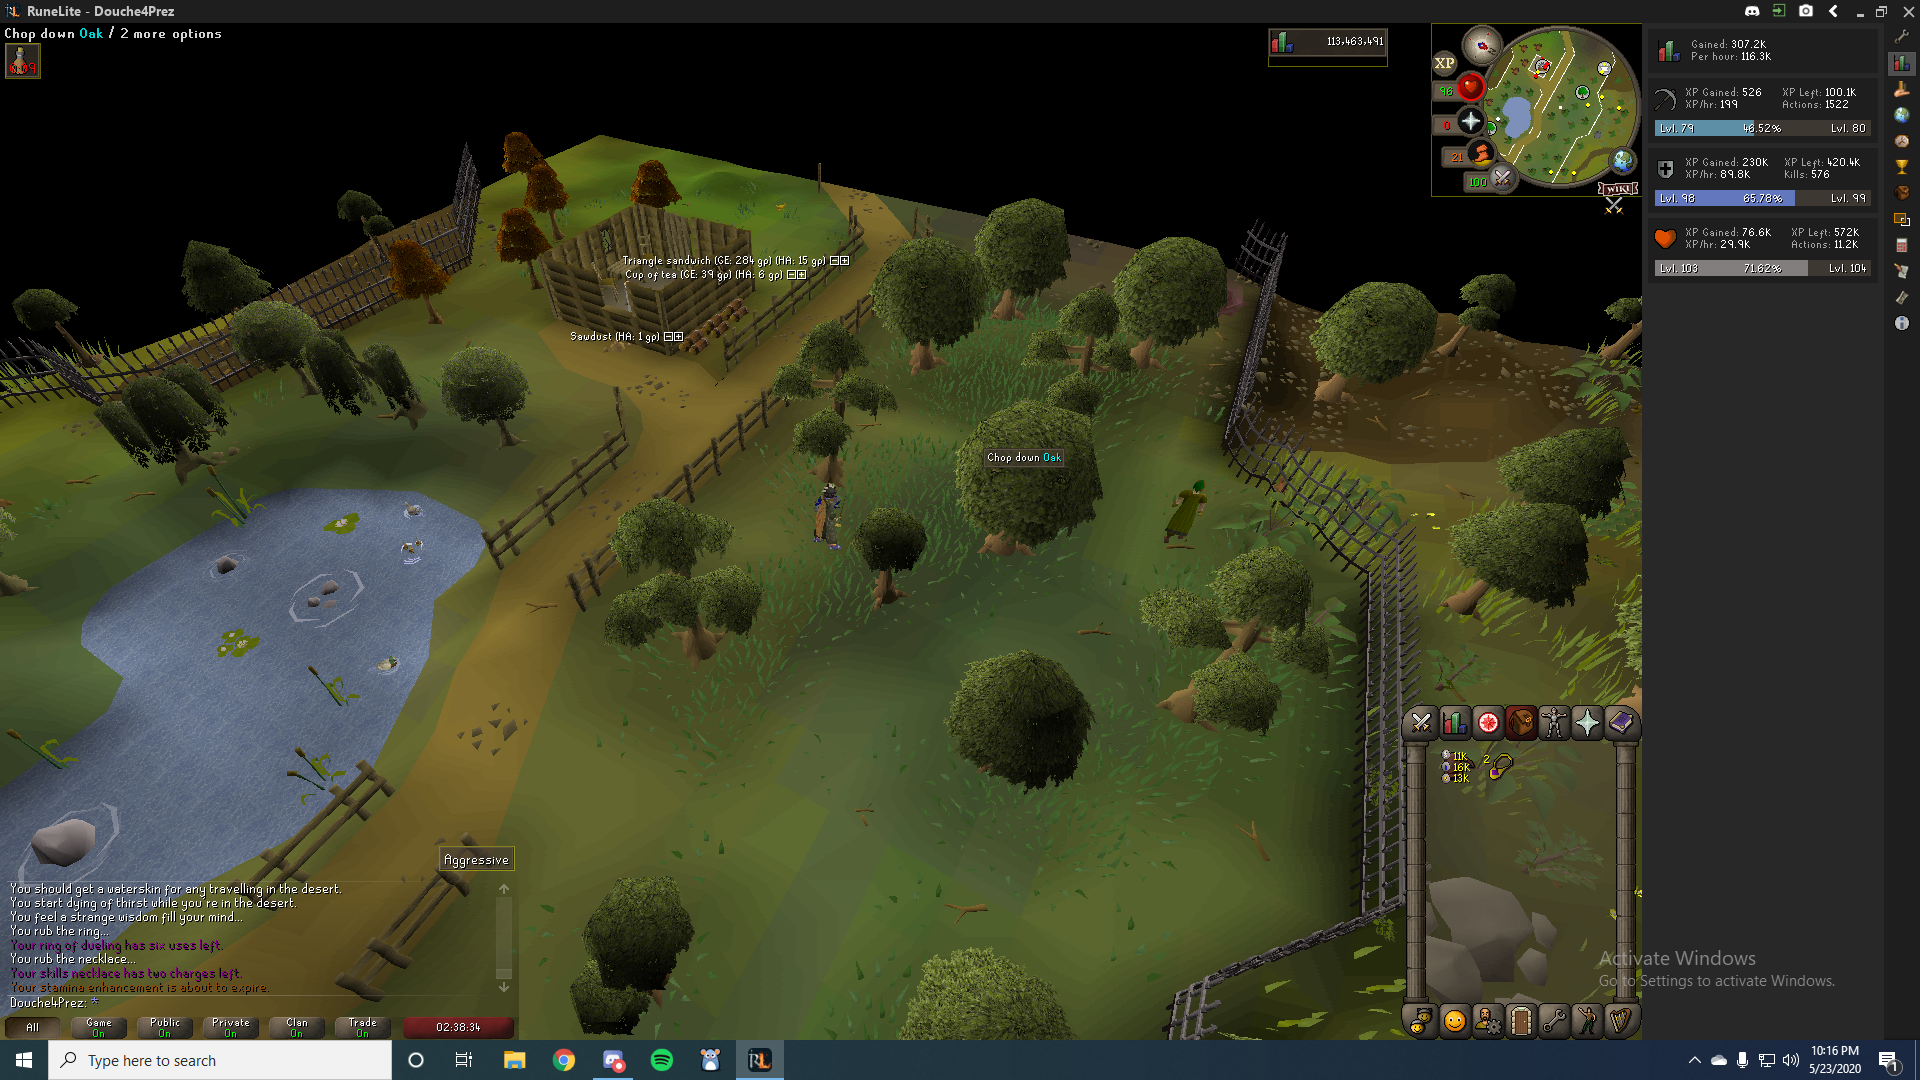 RuneLite - Douche4Prez
Chop down Oak / 2 more options
113,463,491
XP
96
0
21
100
WIKI
Gained: 307.2K
Per hour: 116.3K
XP Gained: 526 XP Left: 100.1K
XP/hr: 199 Actions: 1522
Lvl. 79 46.52% Lvl. 80
XP Gained: 230K XP Left: 420.4K
XP/hr: 89.8K Kills: 576
Lvl. 98 65.78% Lvl. 99
XP Gained: 76.6K XP Left: 572K
XP/hr: 29.9K Actions: 11.2K
Lvl. 103 71.62% Lvl. 104
Triangle sandwich (GE: 284 gp) (HA: 15 gp)
Cup of tea (GE: 39 gp) (HA: 6 gp)
Sawdust (HA: 1 gp)
Chop down Oak
11K
16K
13K
2
Aggressive
You should get a waterskin for any travelling in the desert.
You start dying of thirst while you're in the desert.
You feel a strange wisdom fill your mind...
You rub the ring...
Your ring of dueling has six uses left.
You rub the necklace...
Your skills necklace has two charges left.
Your stamina enhancement is about to expire.
Douche4Prez: *
All
Game On
Public On
Private On
Clan On
Trade On
02:38:34
Activate Windows
Go to Settings to activate Windows.
Type here to search
RL
10:16 PM
5/23/2020
1